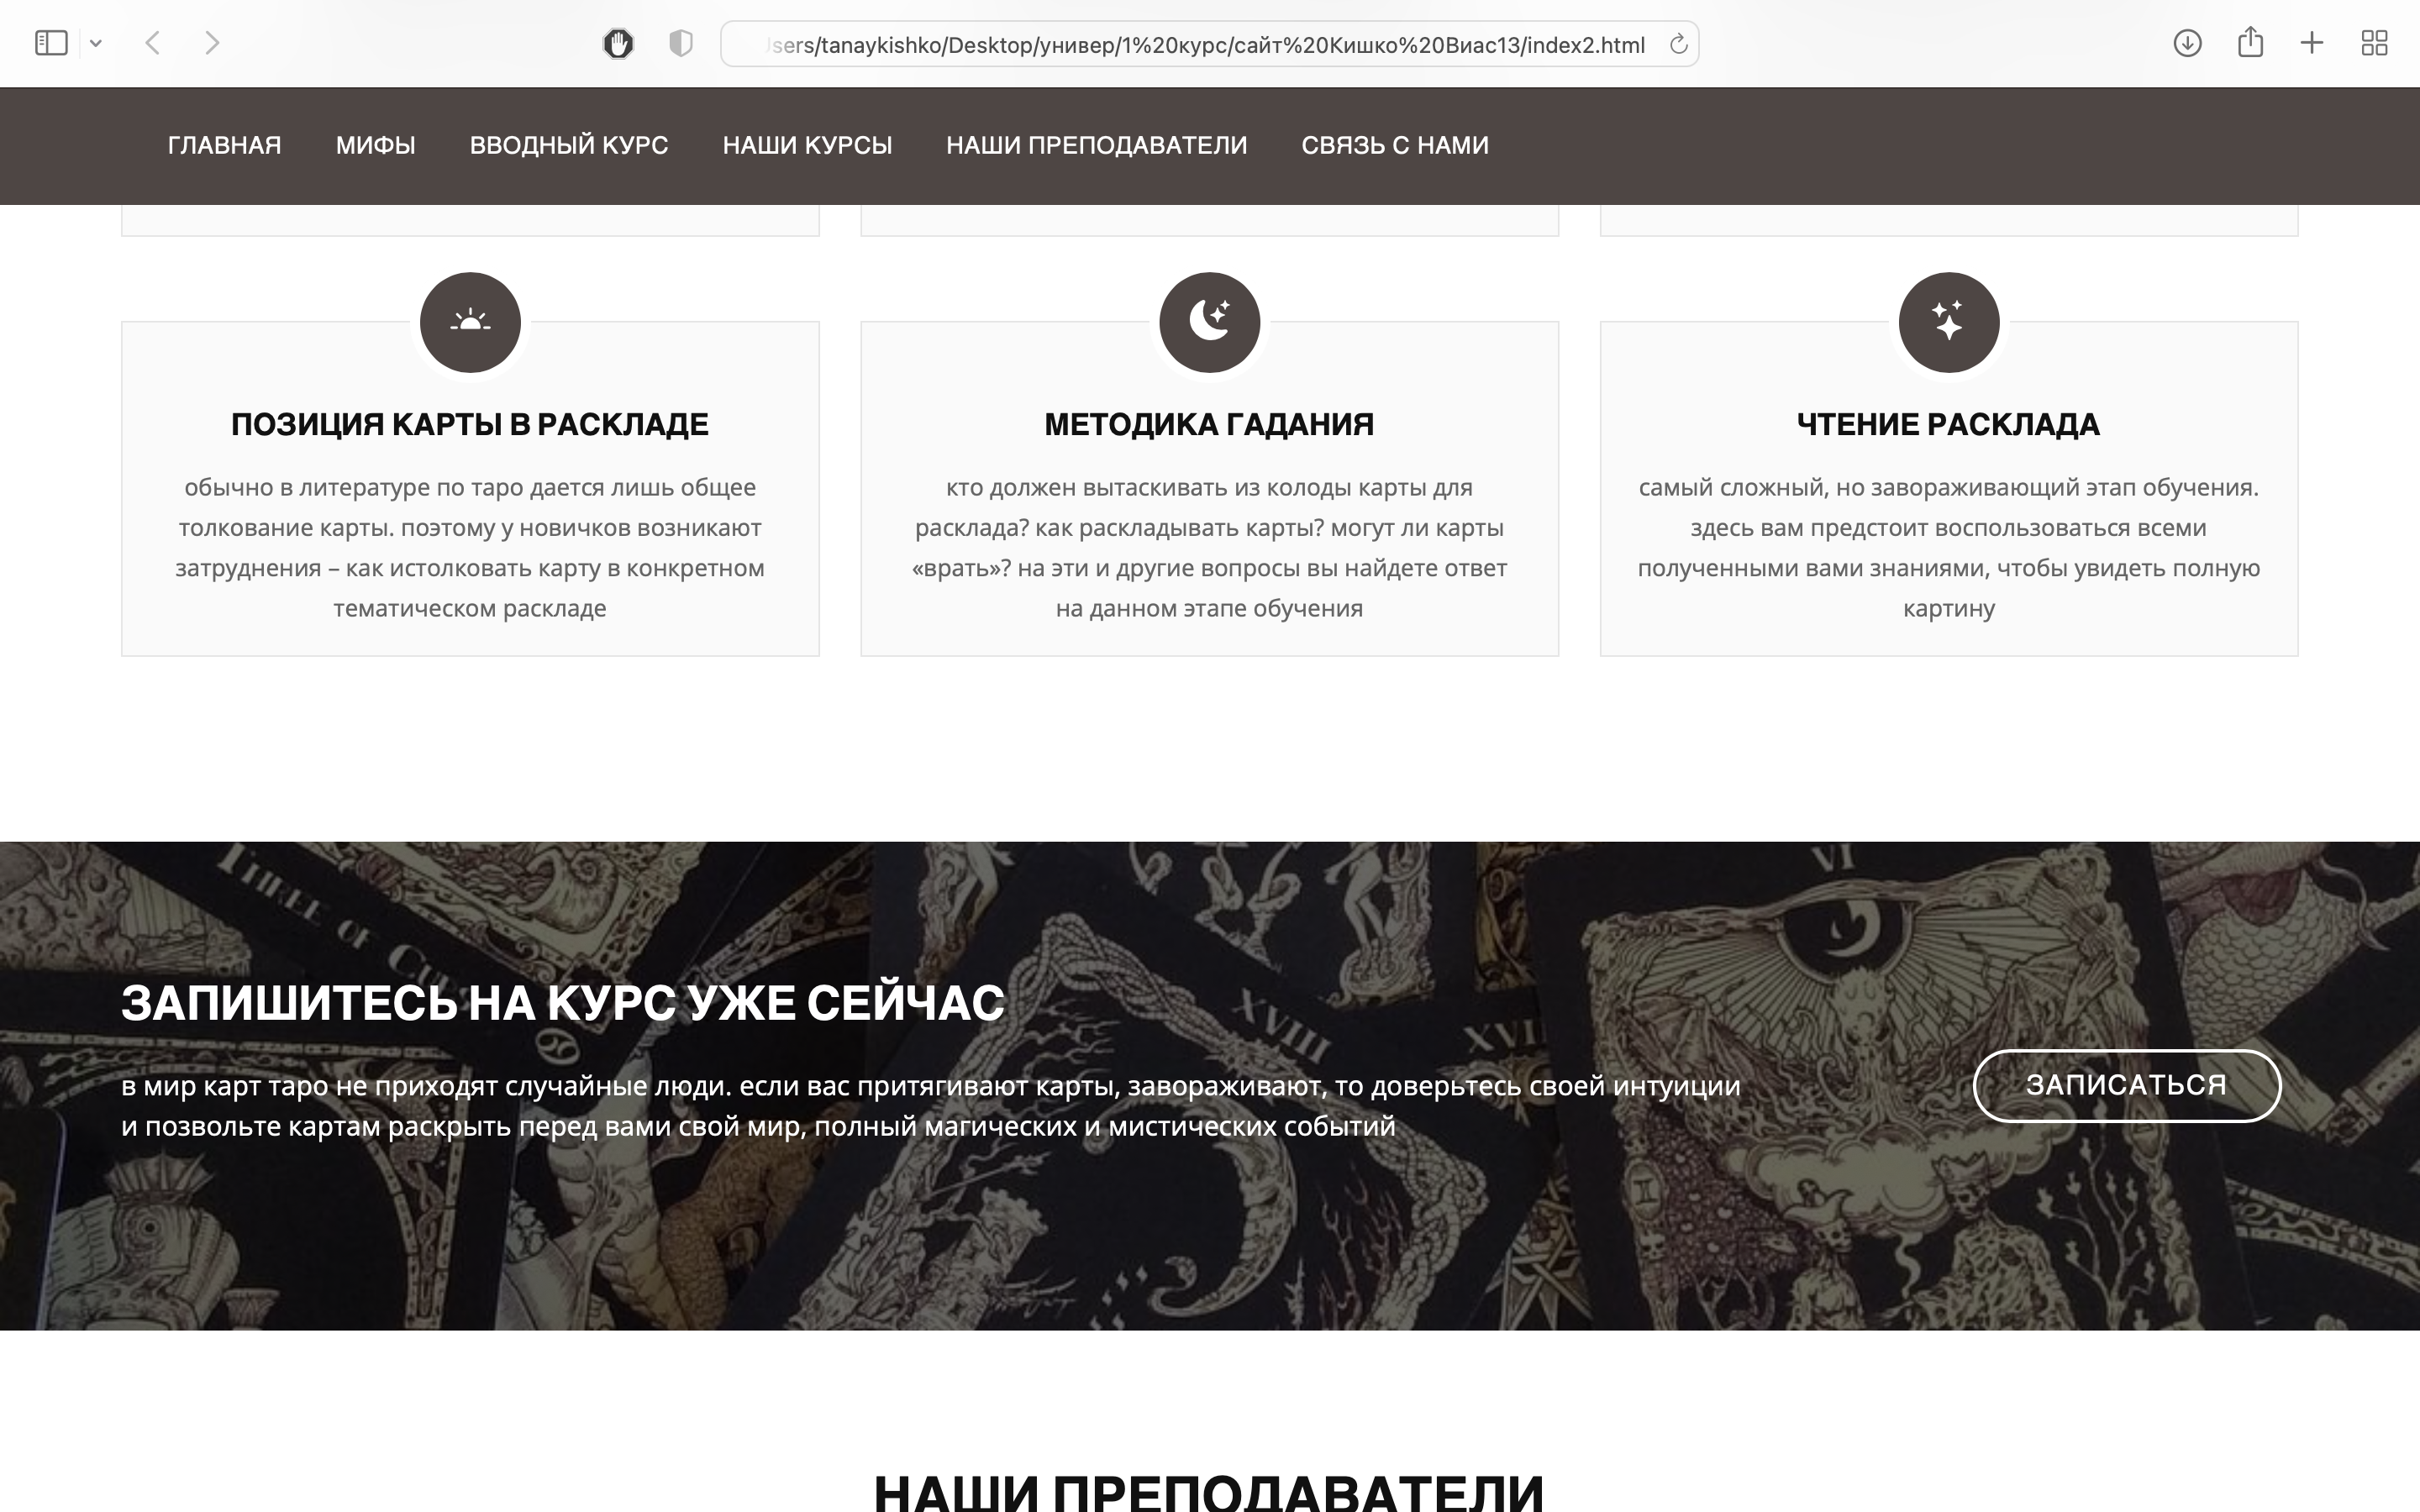 sers/tanaykishko/Desktop/универ/1%20курс/сайт%20Кишко%20Виас13/index2.html
ГЛАВНАЯ МИФЫ ВВОДНЫЙ КУРС НАШИ КУРСЫ НАШИ ПРЕПОДАВАТЕЛИ СВЯЗЬ С НАМИ
ПОЗИЦИЯ КАРТЫ В РАСКЛАДЕ
обычно в литературе по таро дается лишь общее
толкование карты. поэтому у новичков возникают
затруднения – как истолковать карту в конкретном
тематическом раскладе
МЕТОДИКА ГАДАНИЯ
кто должен вытаскивать из колоды карты для
расклада? как раскладывать карты? могут ли карты
«врать»? на эти и другие вопросы вы найдете ответ
на данном этапе обучения
ЧТЕНИЕ РАСКЛАДА
самый сложный, но завораживающий этап обучения.
здесь вам предстоит воспользоваться всеми
полученными вами знаниями, чтобы увидеть полную
картину
THREE OF
VI
XVIII
XVII
ЗАПИШИТЕСЬ НА КУРС УЖЕ СЕЙЧАС
в мир карт таро не приходят случайные люди. если вас притягивают карты, завораживают, то доверьтесь своей интуиции
и позвольте картам раскрыть перед вами свой мир, полный магических и мистических событий
ЗАПИСАТЬСЯ
НАШИ ПРЕПОДАВАТЕЛИ